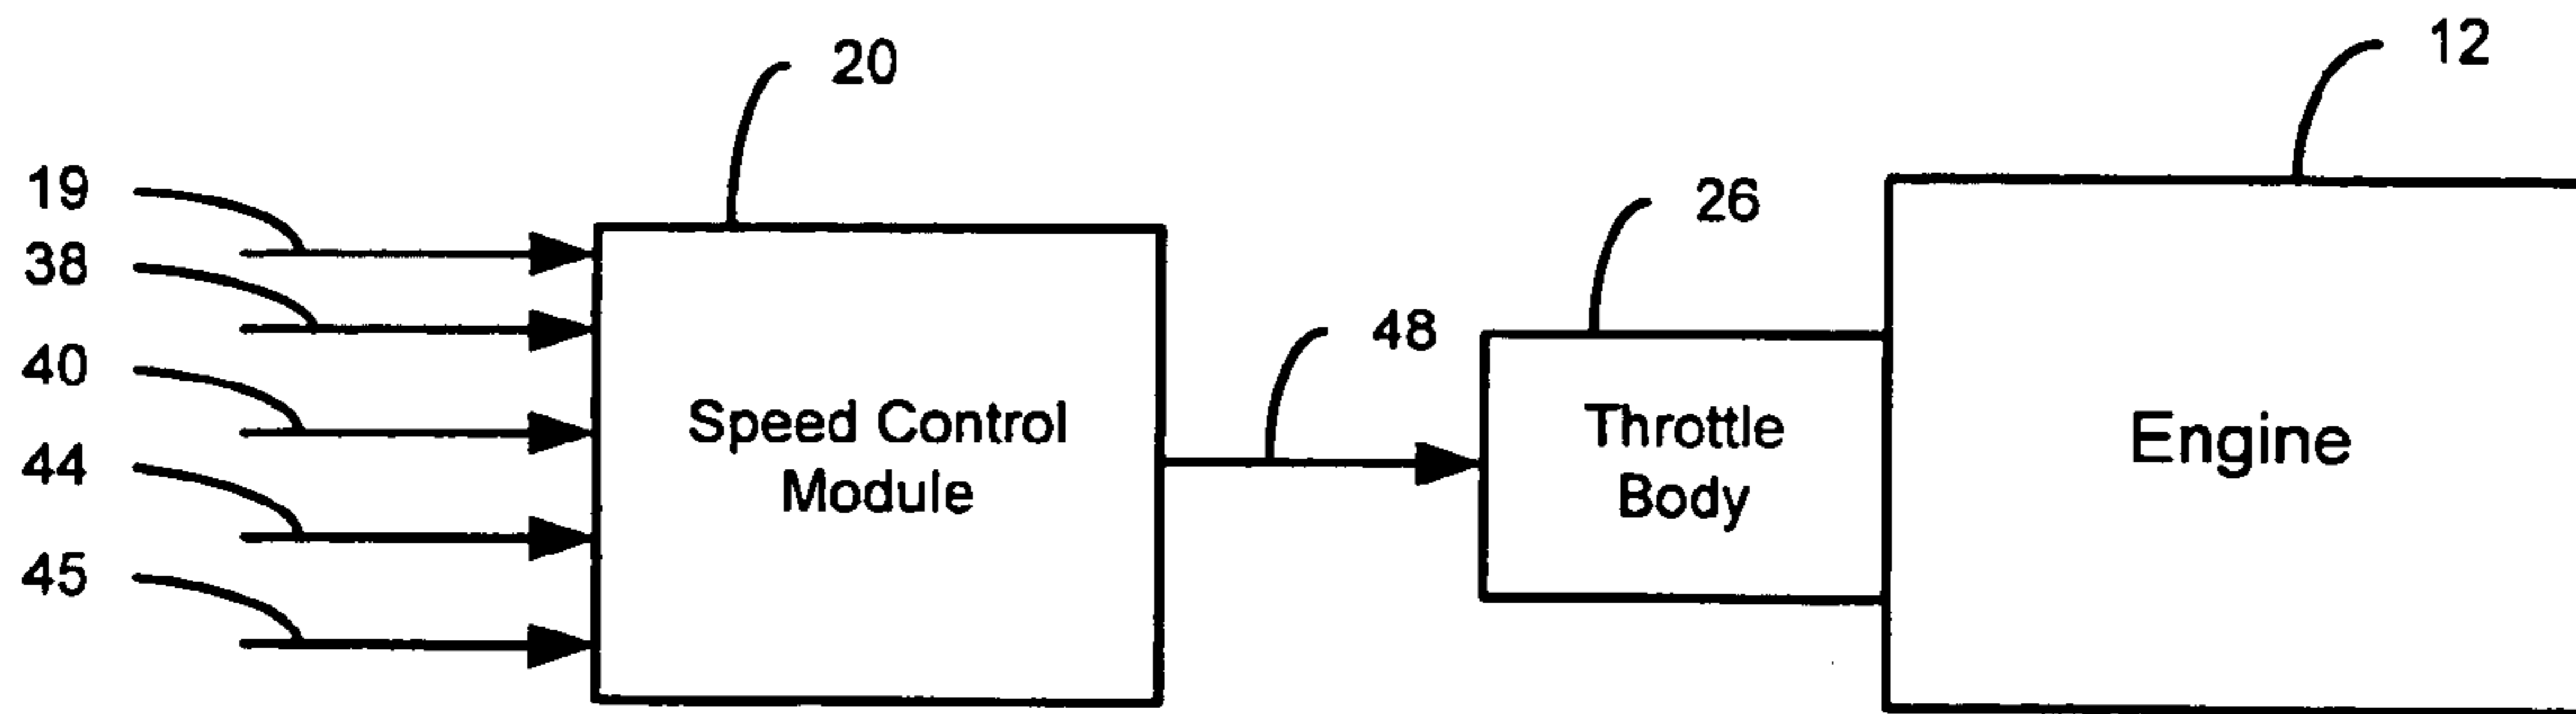 20
12
19
26
38
48
40
Speed Control
Module
Throttle
Body
Engine
44
45